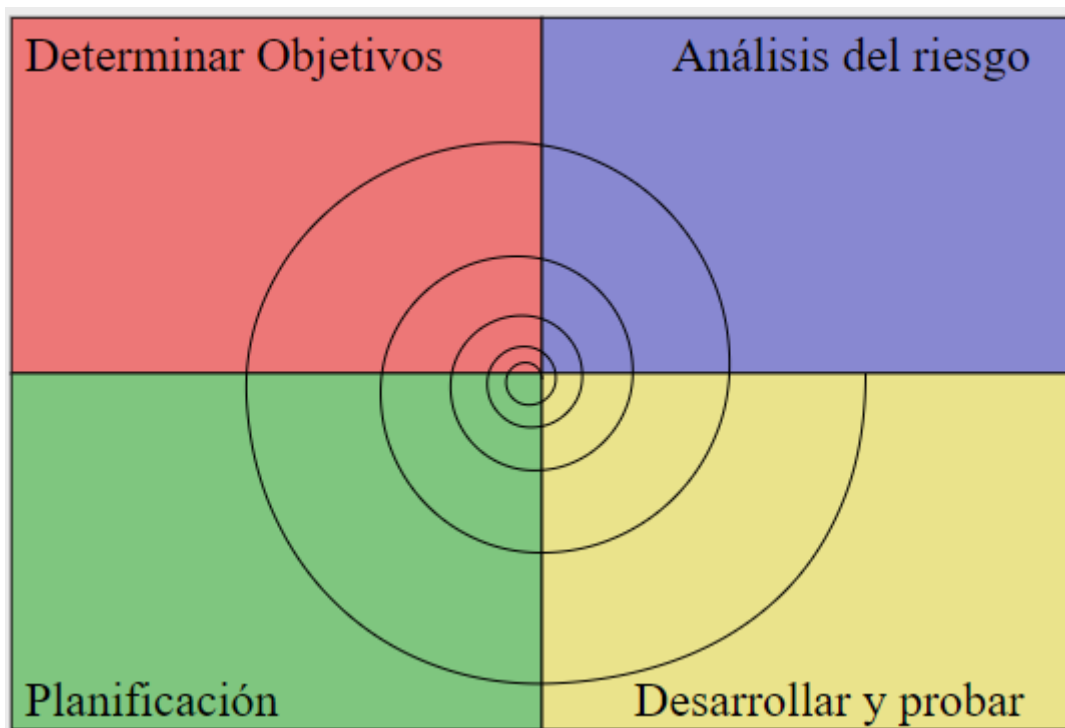 Determinar Objetivos
Análisis del riesgo
Planificación
Desarrollar y probar